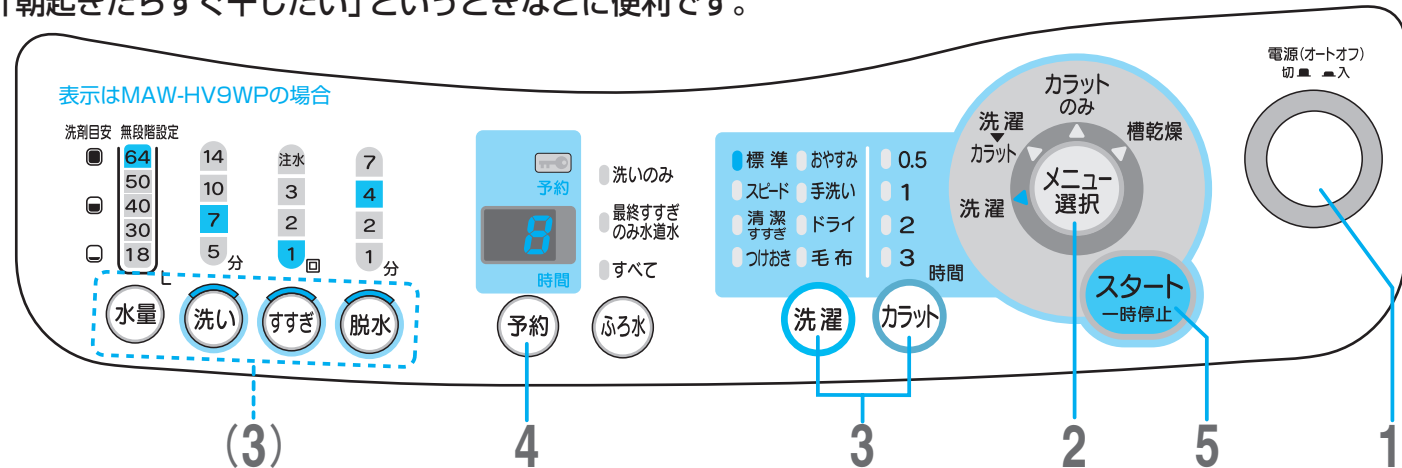 「朝起きたらすぐ干したい」というときなどに便利です。
表示はMAW-HV9WPの場合
洗剤目安 無段階設定
64
50
40
30
18
L
14
10
7
5
分
注水
3
2
1
回
7
4
2
1
分
水量
洗い
すすぎ
脱水
予約
8
時間
予約
洗いのみ
最終すすぎ
のみ水道水
すべて
ふろ水
標準 おやすみ
スピード 手洗い
清潔
すすぎ
ドライ
つけおき 毛布
0.5
1
2
3
時間
洗濯
カラット
カラット
のみ
洗濯
▼
カラット
槽乾燥
洗濯
メニュー
選択
スタート
一時停止
電源(オートオフ)
切 入
(3)
4
3
2
5
1